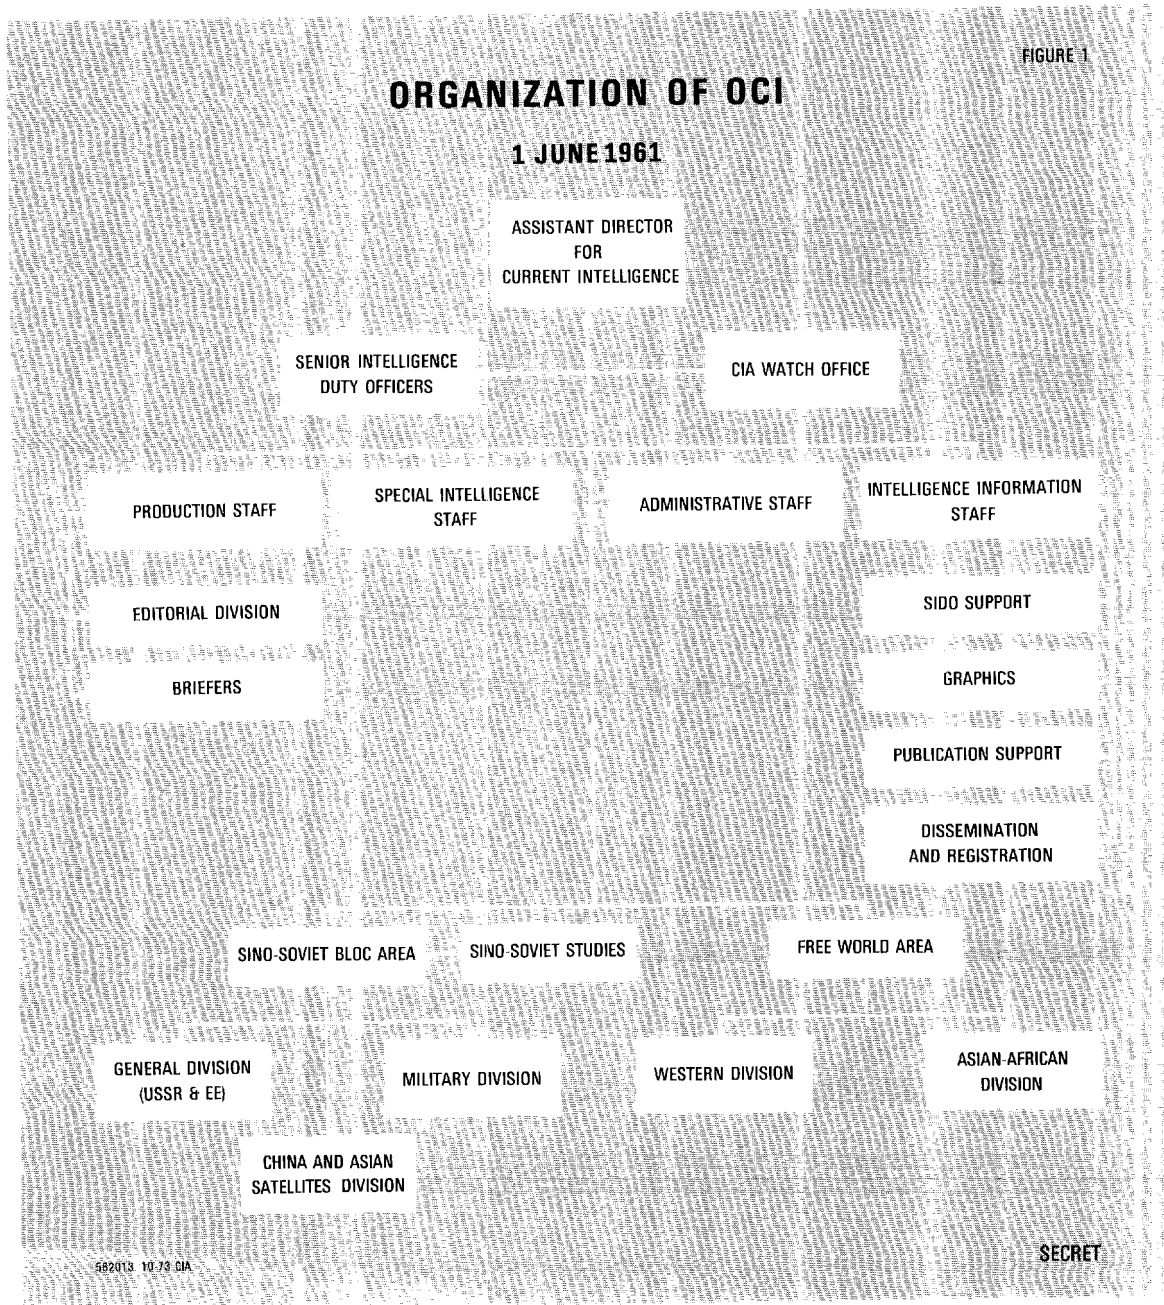 FIGURE 1
ORGANIZATION OF OCI
1 JUNE 1961
ASSISTANT DIRECTOR
FOR
CURRENT INTELLIGENCE
SENIOR INTELLIGENCE
DUTY OFFICERS
CIA WATCH OFFICE
PRODUCTION STAFF
SPECIAL INTELLIGENCE
STAFF
ADMINISTRATIVE STAFF
INTELLIGENCE INFORMATION
STAFF
EDITORIAL DIVISION
BRIEFERS
SIDO SUPPORT
GRAPHICS
PUBLICATION SUPPORT
DISSEMINATION
AND REGISTRATION
SINO-SOVIET BLOC AREA
SINO-SOVIET STUDIES
FREE WORLD AREA
GENERAL DIVISION
(USSR & EE)
MILITARY DIVISION
WESTERN DIVISION
ASIAN-AFRICAN
DIVISION
CHINA AND ASIAN
SATELLITES DIVISION
582013 10-73 CIA
SECRET